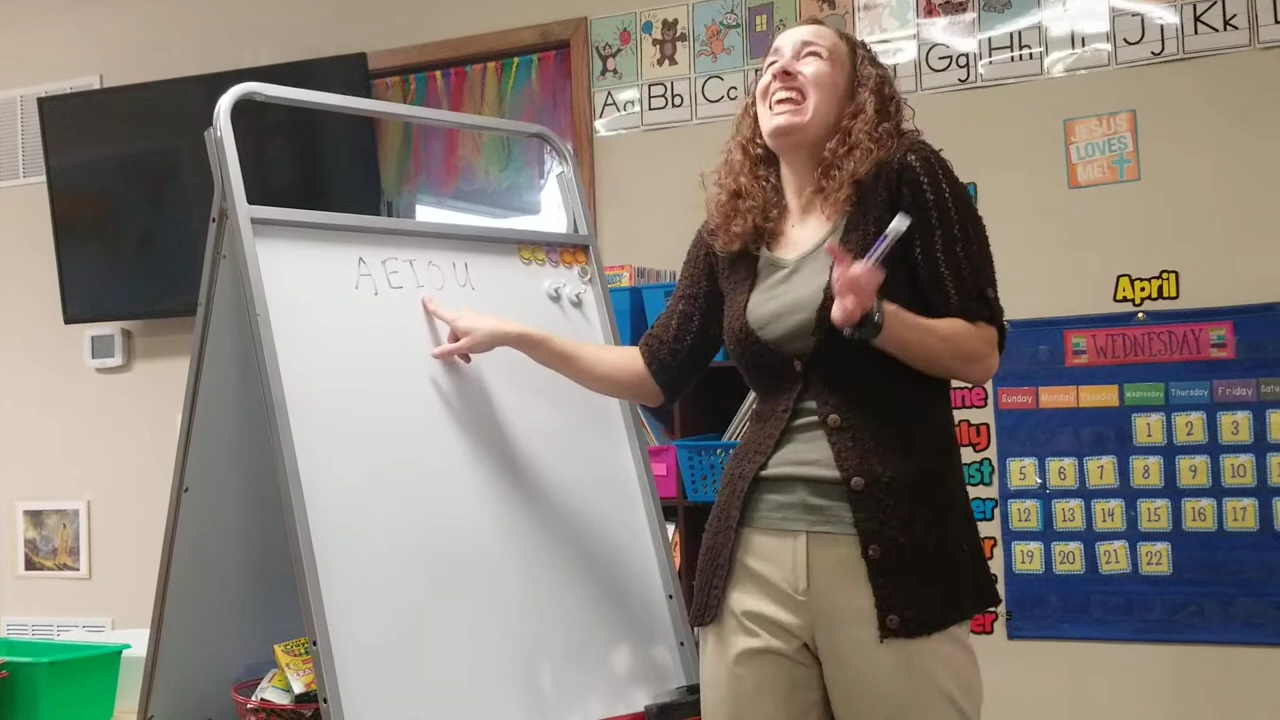 Aa Bb Cc Gg Hh Ii Jj Kk
JESUS
LOVES
ME!
AEIOU
April
WEDNESDAY
Sunday Monday Tuesday Wednesday Thursday Friday
1 2 3
5 6 7 8 9 10
12 13 14 15 16 17
19 20 21 22